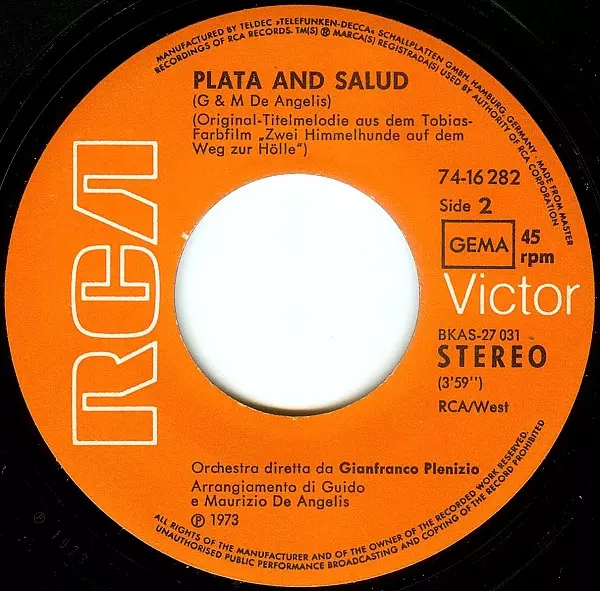 MANUFACTURED BY TELDEC »TELEFUNKEN-DECCA« SCHALLPLATTEN GMBH, HAMBURG, GERMANY · MADE FROM MASTER
RECORDINGS OF RCA RECORDS. TM(S) ® MARCA(S) REGISTRADA(S) USED BY AUTHORITY OF RCA CORPORATION
PLATA AND SALUD
(G & M De Angelis)
(Original-Titelmelodie aus dem Tobias-
Farbfilm „Zwei Himmelhunde auf dem
Weg zur Hölle")
74-16 282
Side 2
GEMA
45
rpm
RCA
Victor
BKAS-27 031
STEREO
(3'59'')
RCA/West
Orchestra diretta da Gianfranco Plenizio
Arrangiamento di Guido
e Maurizio De Angelis
℗ 1973
ALL RIGHTS OF THE MANUFACTURER AND OF THE OWNER OF THE RECORDED WORK RESERVED.
UNAUTHORISED PUBLIC PERFORMANCE BROADCASTING AND COPYING OF THE RECORD PROHIBITED